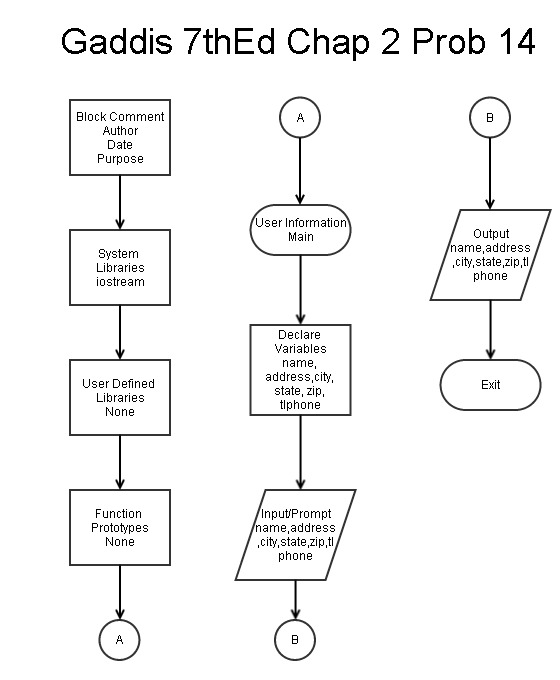 Gaddis 7thEd Chap 2 Prob 14
Block Comment
Author
Date
Purpose
System
Libraries
iostream
User Defined
Libraries
None
Function
Prototypes
None
A
A
User Information
Main
Declare
Variables
name,
address,city,
state, zip,
tlphone
Input/Prompt
name,address
,city,state,zip,tl
phone
B
B
Output
name,address
,city,state,zip,tl
phone
Exit